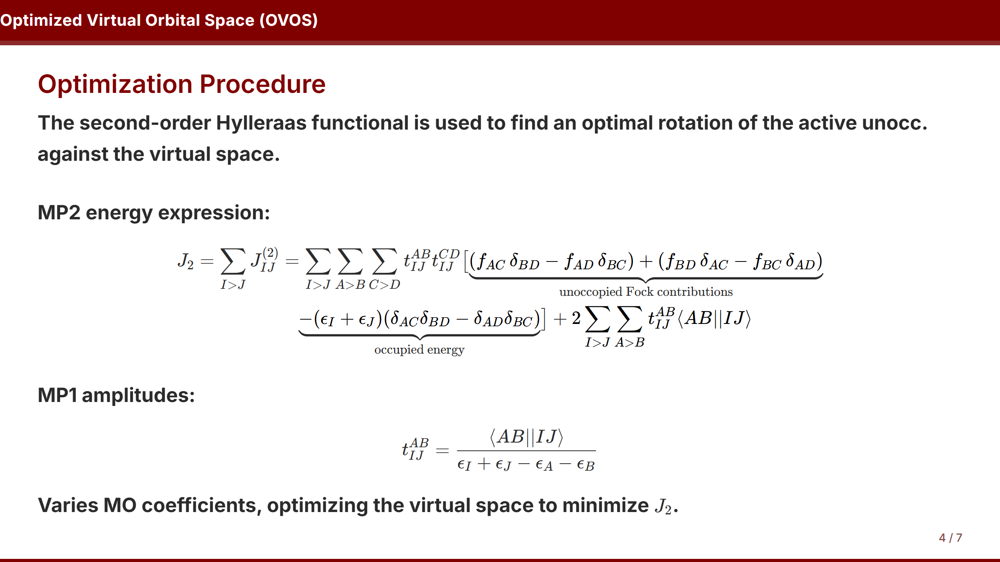 Optimized Virtual Orbital Space (OVOS)
Optimization Procedure
The second-order Hylleraas functional is used to find an optimal rotation of the active unocc.
against the virtual space.
MP2 energy expression:
$J_2 = \sum_{I>J} J_{IJ}^{(2)} = \sum_{I>J} \sum_{A>B} \sum_{C>D} t_{IJ}^{AB} t_{IJ}^{CD} [\underbrace{(f_{AC}\,\delta_{BD} - f_{AD}\,\delta_{BC}) + (f_{BD}\,\delta_{AC} - f_{BC}\,\delta_{AD})}$
unoccopied Fock contributions
$\underbrace{-(\epsilon_I + \epsilon_J)(\delta_{AC}\delta_{BD} - \delta_{AD}\delta_{BC})}] + 2 \sum_{I>J} \sum_{A>B} t_{IJ}^{AB} \langle AB||IJ \rangle$
occupied energy
MP1 amplitudes:
$t_{IJ}^{AB} = \frac{\langle AB||IJ \rangle}{\epsilon_I + \epsilon_J - \epsilon_A - \epsilon_B}$
Varies MO coefficients, optimizing the virtual space to minimize $J_2$.
4 / 7